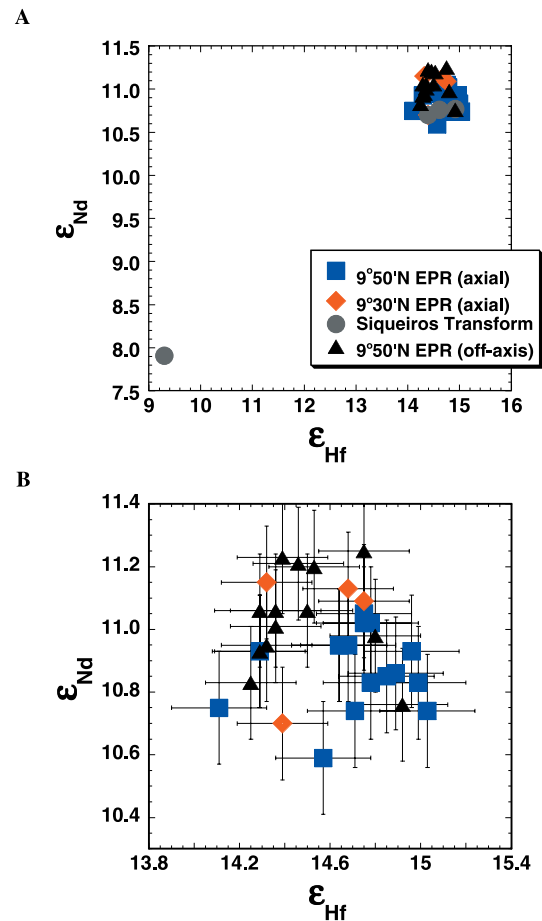 A
11.5
11.0
10.5
10.0
9.5
9.0
8.5
8.0
7.5
εNd
9 10 11 12 13 14 15 16
εHf
9°50'N EPR (axial)
9°30'N EPR (axial)
Siqueiros Transform
9°50'N EPR (off-axis)
B
11.4
11.2
11.0
10.8
10.6
10.4
εNd
13.8 14.2 14.6 15 15.4
εHf